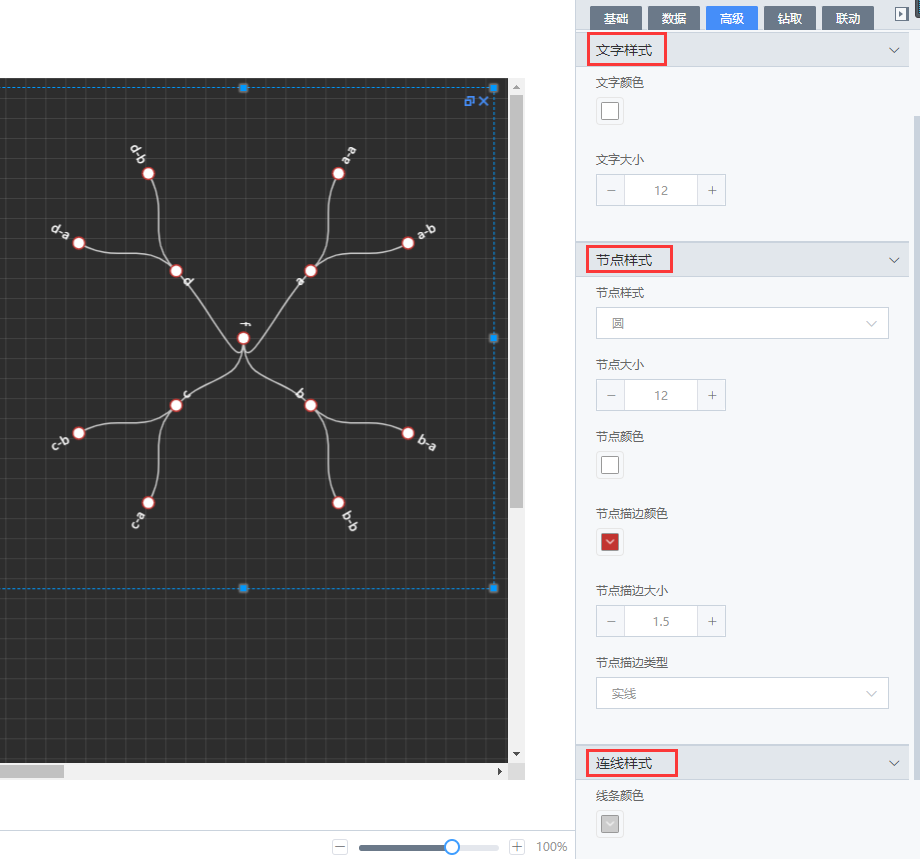 基础 数据 高级 钻取 联动
文字样式
文字颜色
文字大小
12
节点样式
节点样式
圆
节点大小
12
节点颜色
节点描边颜色
节点描边大小
1.5
节点描边类型
实线
连线样式
线条颜色
d-b
a-a
d-a
a-b
d
a
f
c
b
c-b
b-a
c-a
b-b
100%